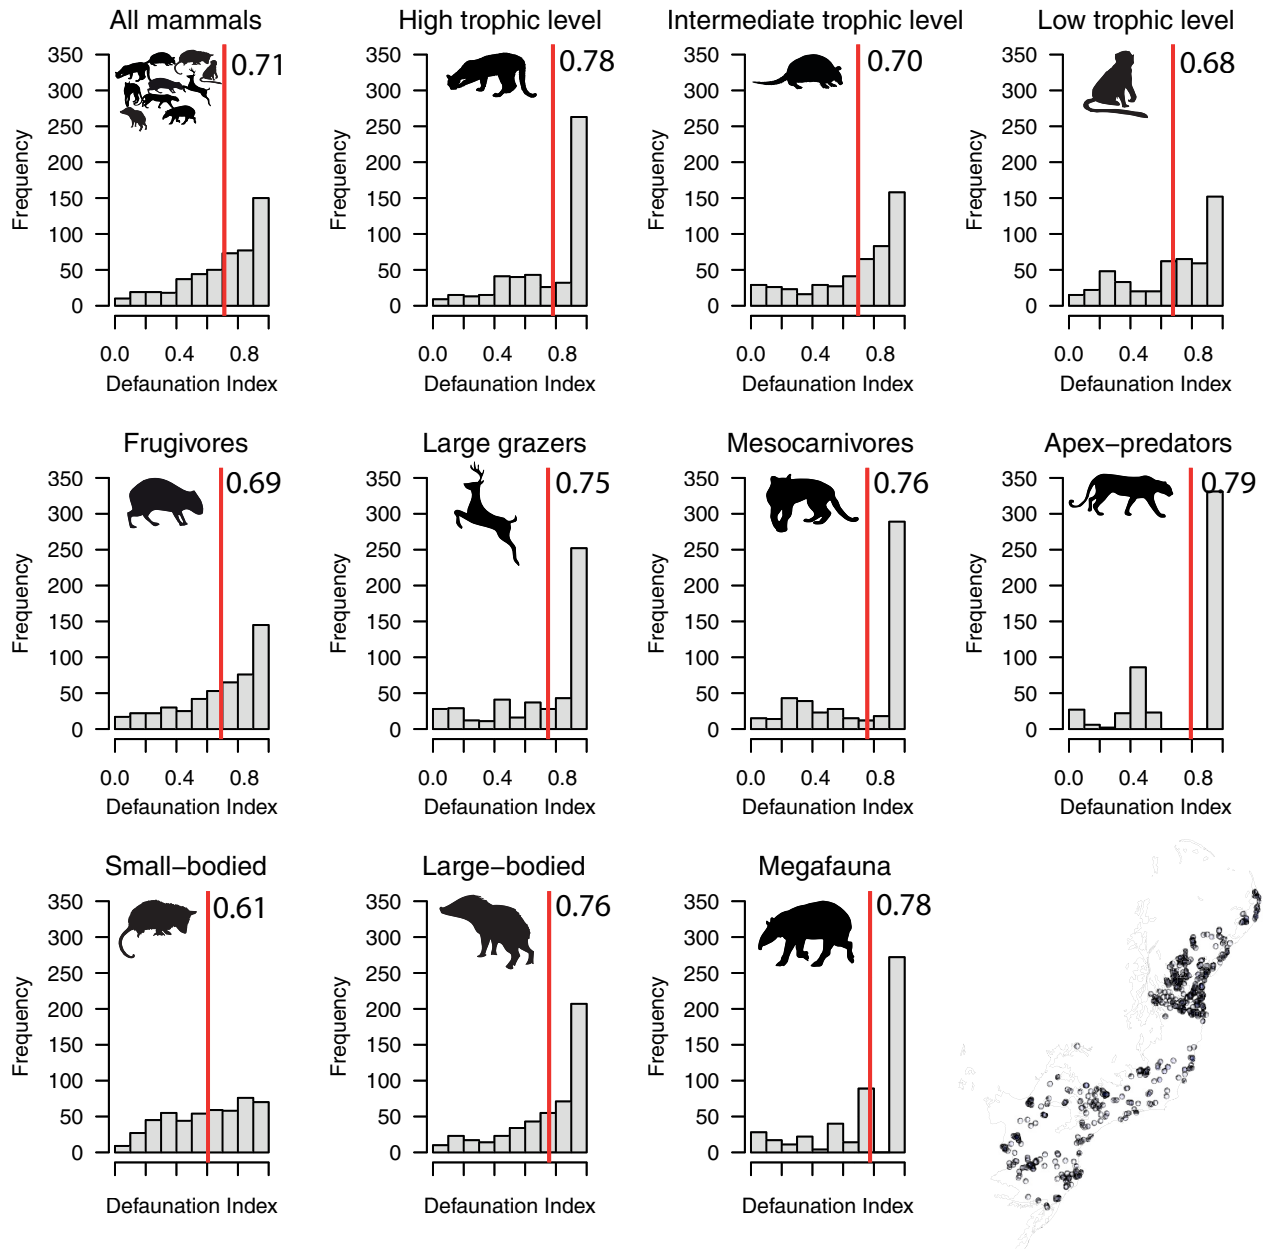 All mammals
0.71
350
300
250
200
150
100
50
0
Frequency
0.0 0.4 0.8
Defaunation Index
High trophic level
0.78
350
300
250
200
150
100
50
0
Frequency
0.0 0.4 0.8
Defaunation Index
Intermediate trophic level
0.70
350
300
250
200
150
100
50
0
Frequency
0.0 0.4 0.8
Defaunation Index
Low trophic level
0.68
350
300
250
200
150
100
50
0
Frequency
0.0 0.4 0.8
Defaunation Index
Frugivores
0.69
350
300
250
200
150
100
50
0
Frequency
0.0 0.4 0.8
Defaunation Index
Large grazers
0.75
350
300
250
200
150
100
50
0
Frequency
0.0 0.4 0.8
Defaunation Index
Mesocarnivores
0.76
350
300
250
200
150
100
50
0
Frequency
0.0 0.4 0.8
Defaunation Index
Apex−predators
0.79
350
300
250
200
150
100
50
0
Frequency
0.0 0.4 0.8
Defaunation Index
Small−bodied
0.61
350
300
250
200
150
100
50
0
Frequency
Defaunation Index
Large−bodied
0.76
350
300
250
200
150
100
50
0
Frequency
Defaunation Index
Megafauna
0.78
350
300
250
200
150
100
50
0
Frequency
Defaunation Index